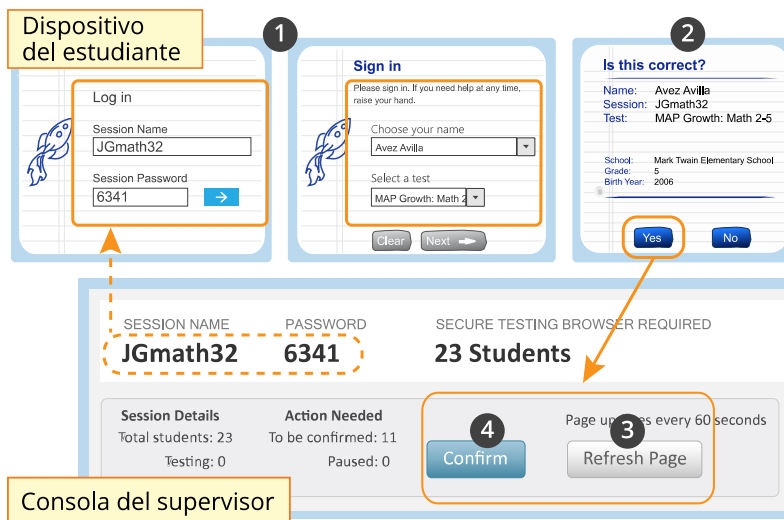 Dispositivo
del estudiante
1
Log in
Session Name
JGmath32
Session Password
6341
Sign in
Please sign in. If you need help at any time,
raise your hand.
Choose your name
Avez Avilla
Select a test
MAP Growth: Math 2
Clear
Next
2
Is this correct?
Name: Avez Avilla
Session: JGmath32
Test: MAP Growth: Math 2-5
School: Mark Twain Elementary School
Grade: 5
Birth Year: 2006
Yes
No
SESSION NAME PASSWORD SECURE TESTING BROWSER REQUIRED
JGmath32 6341 23 Students
Session Details
Total students: 23
Testing: 0
Action Needed
To be confirmed: 11
Paused: 0
4
Confirm
Page every 60 seconds
3
Refresh Page
Consola del supervisor